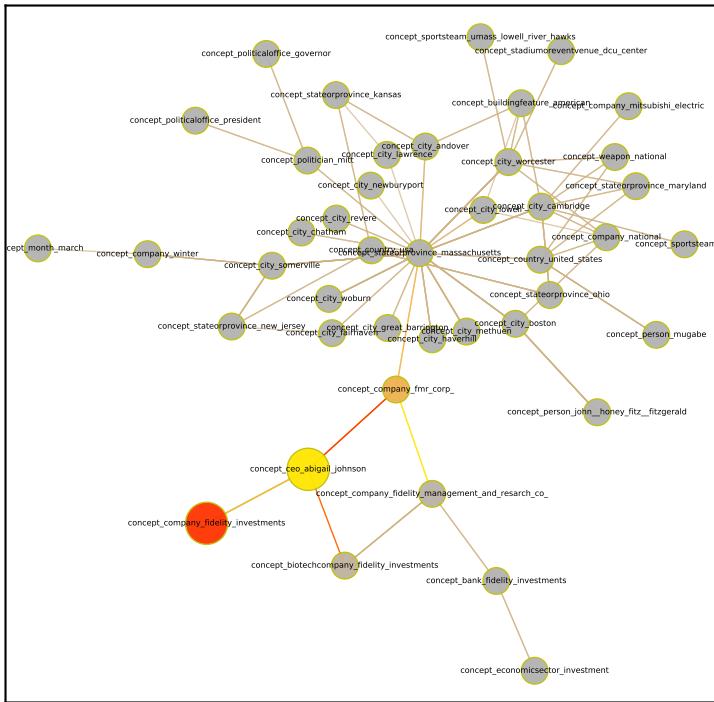 concept_sportsteam_umass_lowell_river_hawks
concept_stadiumoreventvenue_dcu_center
concept_politicaloffice_governor
concept_stateorprovince_kansas
concept_buildingfeature_american
concept_company_mitsubishi_electric
concept_politicaloffice_president
concept_city_andover
concept_city_lawrence
concept_politician_mitt
concept_city_worcester
concept_weapon_national
concept_city_newburyport
concept_stateorprovince_maryland
concept_city_cambridge
concept_city_lowell
concept_city_revere
concept_city_chatham
concept_company_national
concept_sportsteam
cept_month_march
concept_company_winter
concept_country_usa
concept_stateorprovince_massachusetts
concept_country_united_states
concept_city_somerville
concept_stateorprovince_ohio
concept_city_woburn
concept_stateorprovince_new_jersey
concept_city_fairhaven
concept_city_great_barrington
concept_city_methuen
concept_city_haverhill
concept_city_boston
concept_person_mugabe
concept_company_fmr_corp_
concept_person_john__honey_fitz__fitzgerald
concept_ceo_abigail_johnson
concept_company_fidelity_management_and_resarch_co_
concept_company_fidelity_investments
concept_biotechcompany_fidelity_investments
concept_bank_fidelity_investments
concept_economicsector_investment